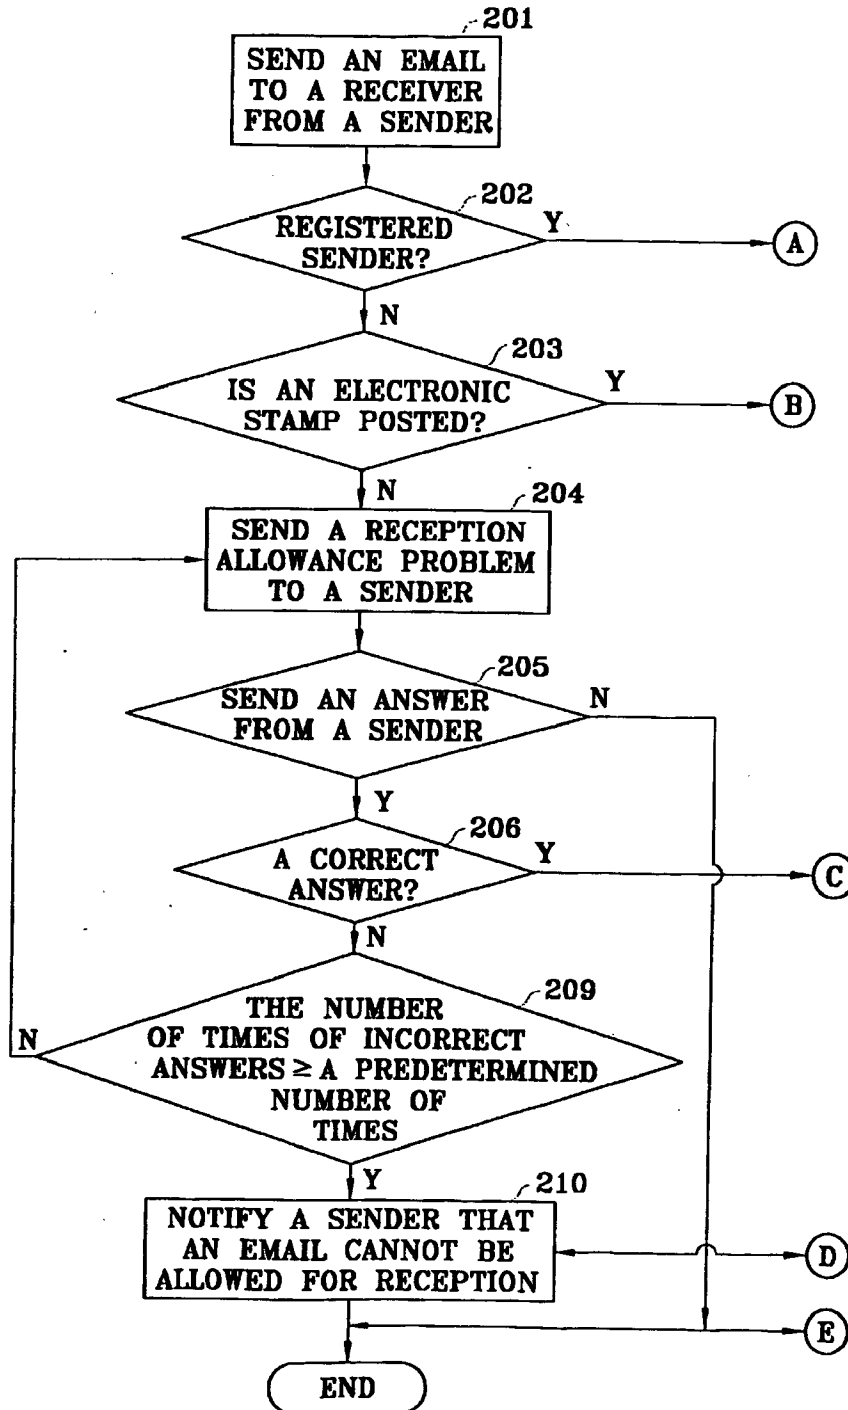 201
SEND AN EMAIL
TO A RECEIVER
FROM A SENDER
202
REGISTERED
SENDER?
Y
A
N
203
IS AN ELECTRONIC
STAMP POSTED?
Y
B
N
204
SEND A RECEPTION
ALLOWANCE PROBLEM
TO A SENDER
205
SEND AN ANSWER
FROM A SENDER
N
Y
206
A CORRECT
ANSWER?
Y
C
N
209
THE NUMBER
OF TIMES OF INCORRECT
ANSWERS ≥ A PREDETERMINED
NUMBER OF
TIMES
N
Y
210
NOTIFY A SENDER THAT
AN EMAIL CANNOT BE
ALLOWED FOR RECEPTION
D
E
END